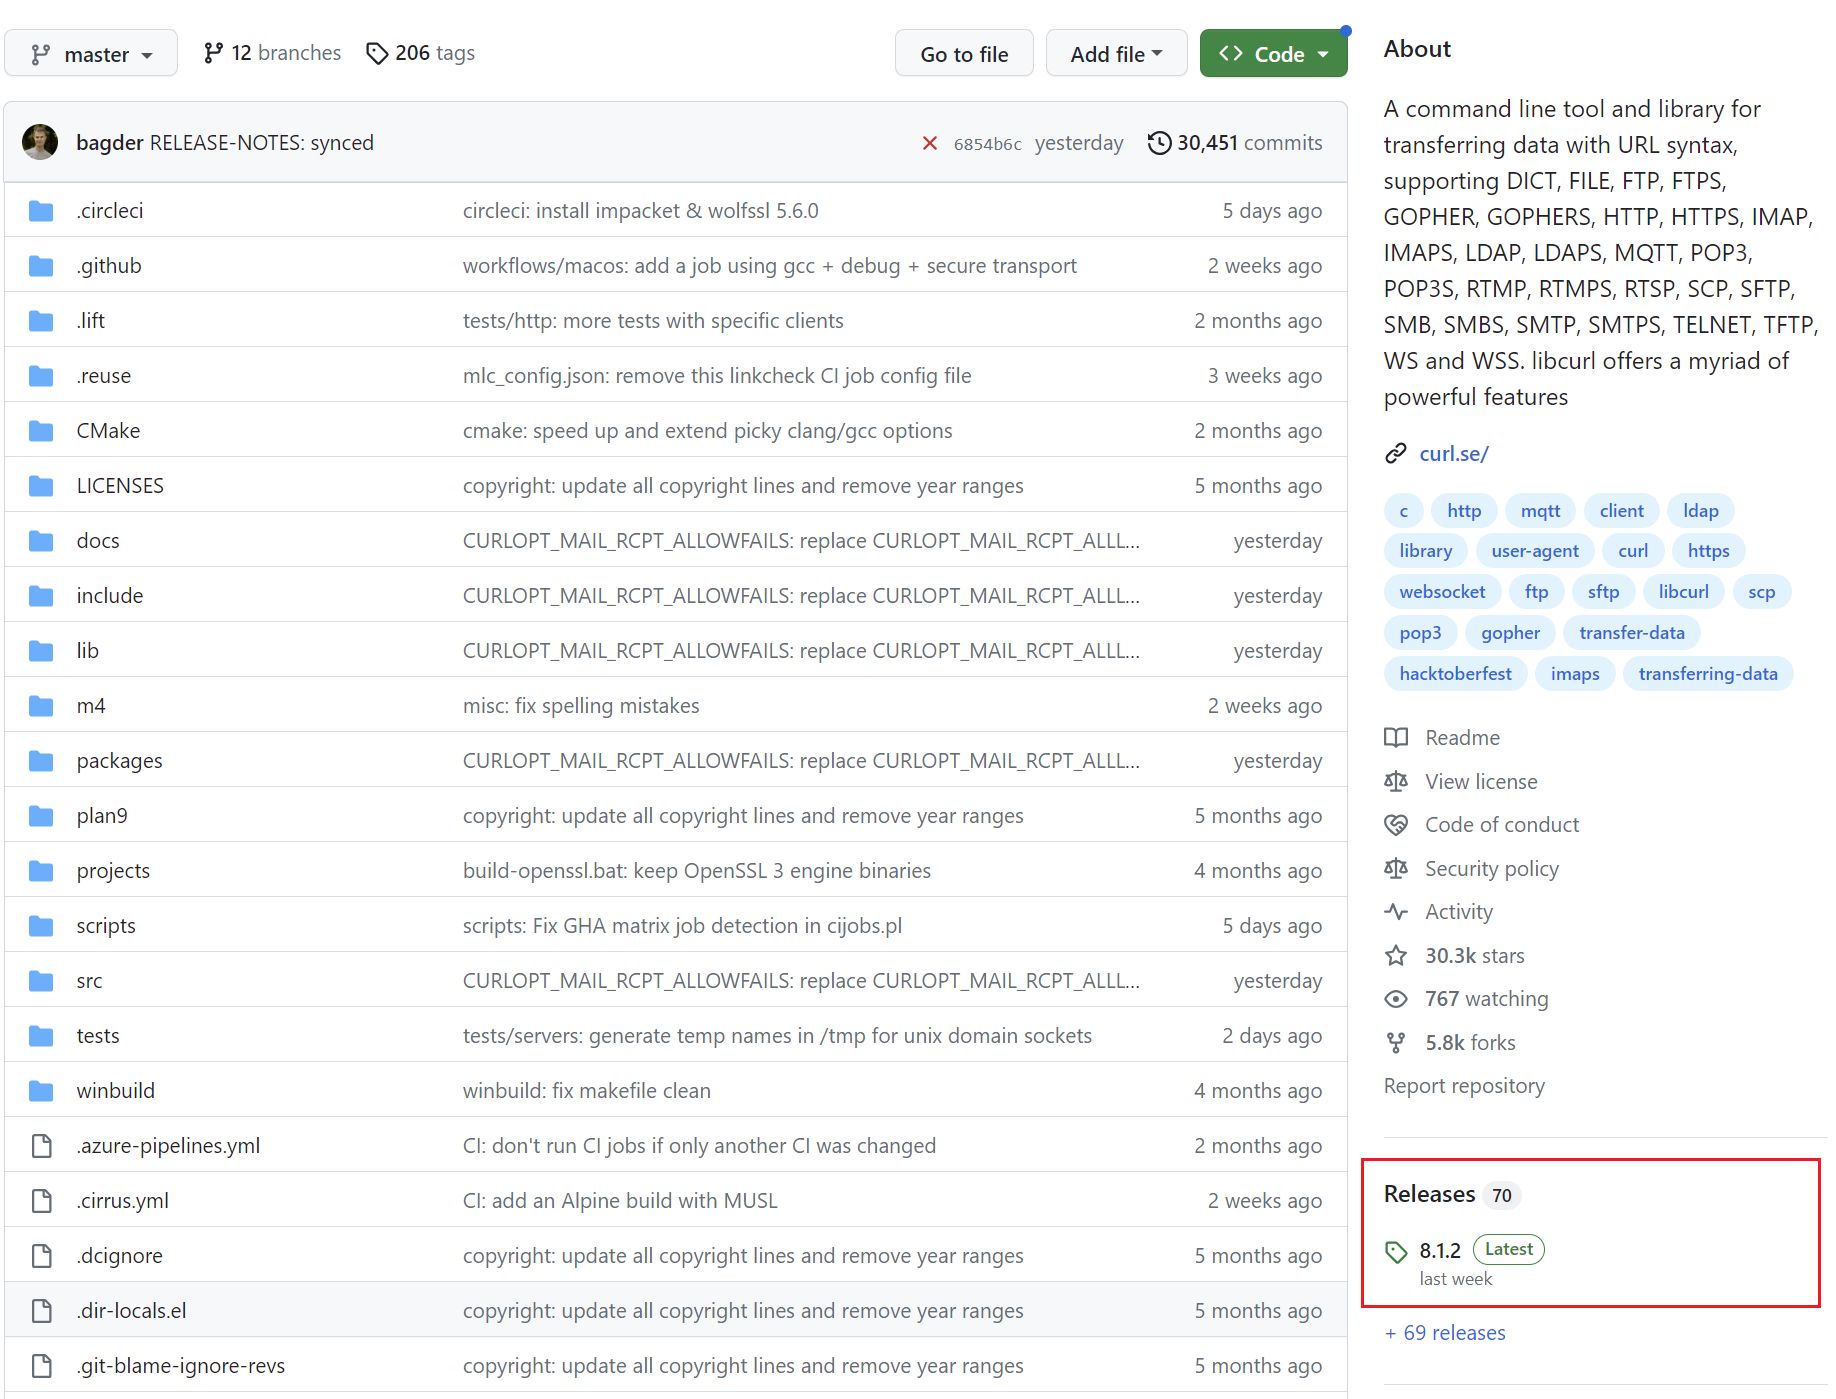 master 12 branches 206 tags Go to file Add file Code
bagder RELEASE-NOTES: synced 6854b6c yesterday 30,451 commits
.circleci circleci: install impacket & wolfssl 5.6.0 5 days ago
.github workflows/macos: add a job using gcc + debug + secure transport 2 weeks ago
.lift tests/http: more tests with specific clients 2 months ago
.reuse mlc_config.json: remove this linkcheck CI job config file 3 weeks ago
CMake cmake: speed up and extend picky clang/gcc options 2 months ago
LICENSES copyright: update all copyright lines and remove year ranges 5 months ago
docs CURLOPT_MAIL_RCPT_ALLOWFAILS: replace CURLOPT_MAIL_RCPT_ALLL... yesterday
include CURLOPT_MAIL_RCPT_ALLOWFAILS: replace CURLOPT_MAIL_RCPT_ALLL... yesterday
lib CURLOPT_MAIL_RCPT_ALLOWFAILS: replace CURLOPT_MAIL_RCPT_ALLL... yesterday
m4 misc: fix spelling mistakes 2 weeks ago
packages CURLOPT_MAIL_RCPT_ALLOWFAILS: replace CURLOPT_MAIL_RCPT_ALLL... yesterday
plan9 copyright: update all copyright lines and remove year ranges 5 months ago
projects build-openssl.bat: keep OpenSSL 3 engine binaries 4 months ago
scripts scripts: Fix GHA matrix job detection in cijobs.pl 5 days ago
src CURLOPT_MAIL_RCPT_ALLOWFAILS: replace CURLOPT_MAIL_RCPT_ALLL... yesterday
tests tests/servers: generate temp names in /tmp for unix domain sockets 2 days ago
winbuild winbuild: fix makefile clean 4 months ago
.azure-pipelines.yml CI: don't run CI jobs if only another CI was changed 2 months ago
.cirrus.yml CI: add an Alpine build with MUSL 2 weeks ago
.dcignore copyright: update all copyright lines and remove year ranges 5 months ago
.dir-locals.el copyright: update all copyright lines and remove year ranges 5 months ago
.git-blame-ignore-revs copyright: update all copyright lines and remove year ranges 5 months ago
About
A command line tool and library for
transferring data with URL syntax,
supporting DICT, FILE, FTP, FTPS,
GOPHER, GOPHERS, HTTP, HTTPS, IMAP,
IMAPS, LDAP, LDAPS, MQTT, POP3,
POP3S, RTMP, RTMPS, RTSP, SCP, SFTP,
SMB, SMBS, SMTP, SMTPS, TELNET, TFTP,
WS and WSS. libcurl offers a myriad of
powerful features
curl.se/
c http mqtt client ldap
library user-agent curl https
websocket ftp sftp libcurl scp
pop3 gopher transfer-data
hacktoberfest imaps transferring-data
Readme
View license
Code of conduct
Security policy
Activity
30.3k stars
767 watching
5.8k forks
Report repository
Releases 70
8.1.2 Latest
last week
+ 69 releases